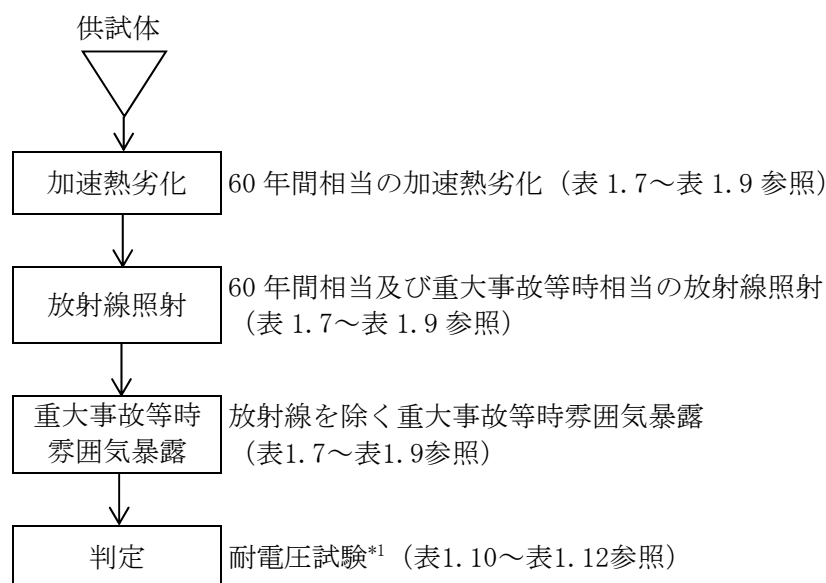 供試体
加速熱劣化
60 年間相当の加速熱劣化（表 1.7～表 1.9 参照）
放射線照射
60 年間相当及び重大事故等時相当の放射線照射
（表 1.7～表 1.9 参照）
重大事故等時
雰囲気暴露
放射線を除く重大事故等時雰囲気暴露
（表1.7～表1.9参照）
判定
耐電圧試験*1（表1.10～表1.12参照）